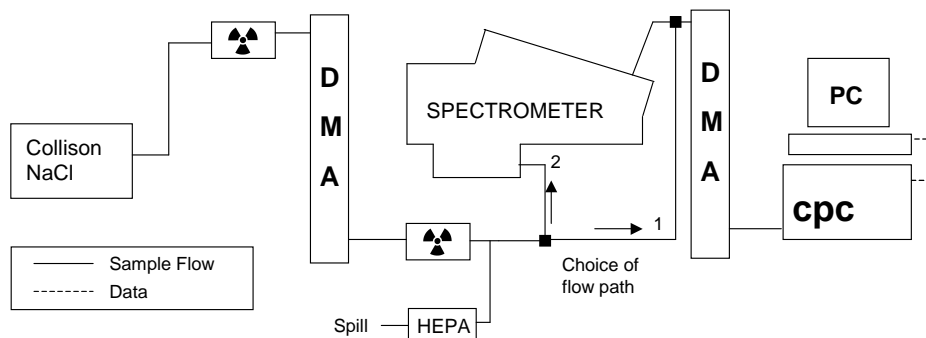 Collison
NaCl
D
M
A
SPECTROMETER
2
1
Choice of
flow path
D
M
A
PC
cpc
Sample Flow
Data
Spill
HEPA